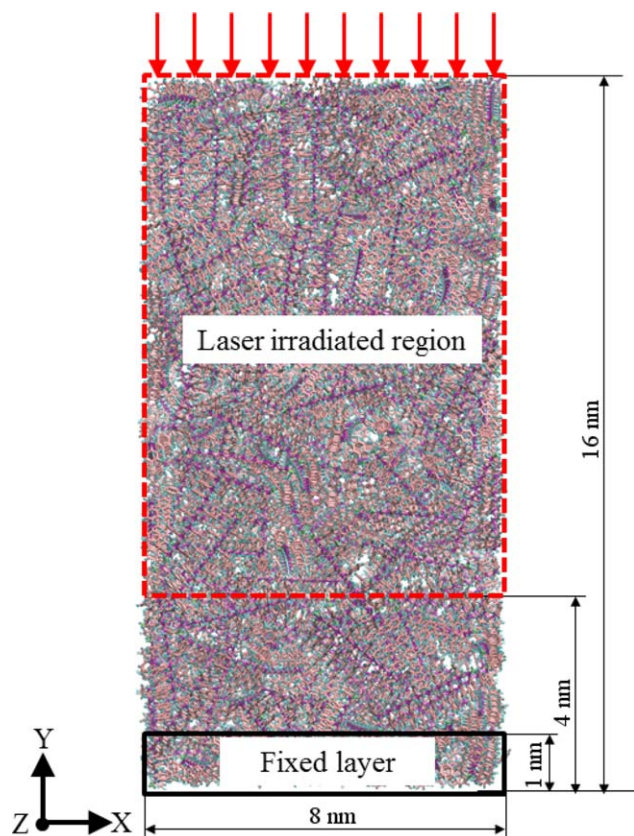 Laser irradiated region
16 nm
4 nm
1 nm
Fixed layer
Y
Z
X
8 nm